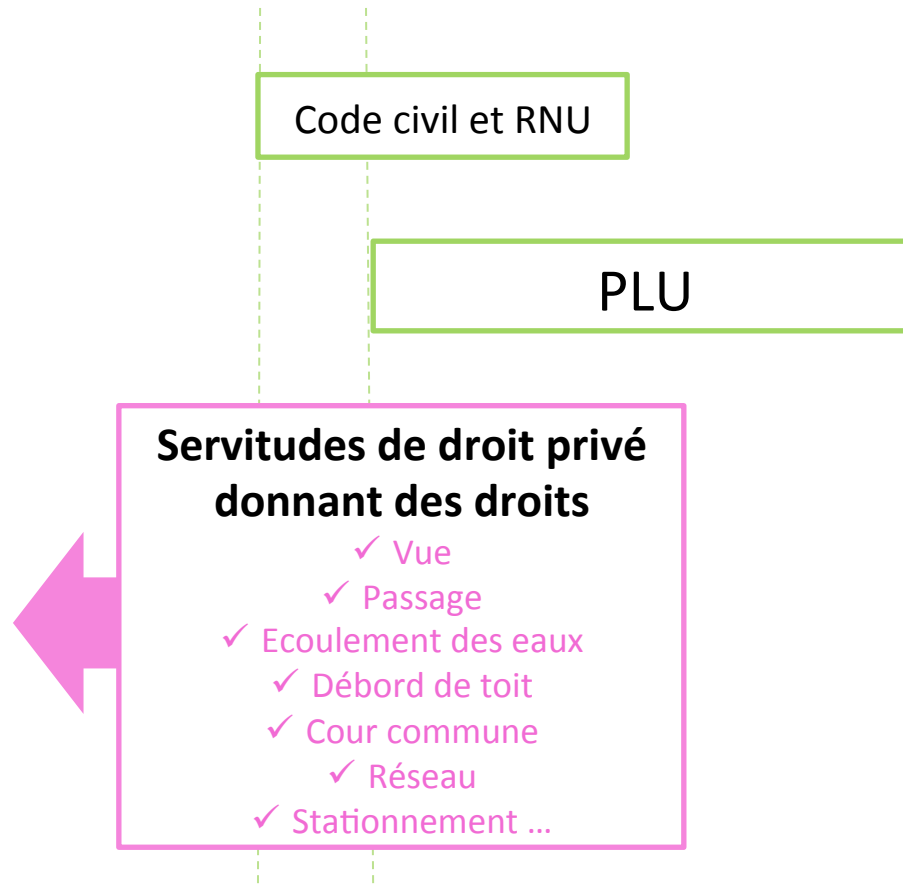 Code civil et RNU
PLU
Servitudes de droit privé
donnant des droits
✓ Vue
✓ Passage
✓ Ecoulement des eaux
✓ Débord de toit
✓ Cour commune
✓ Réseau
✓ Stationnement ...